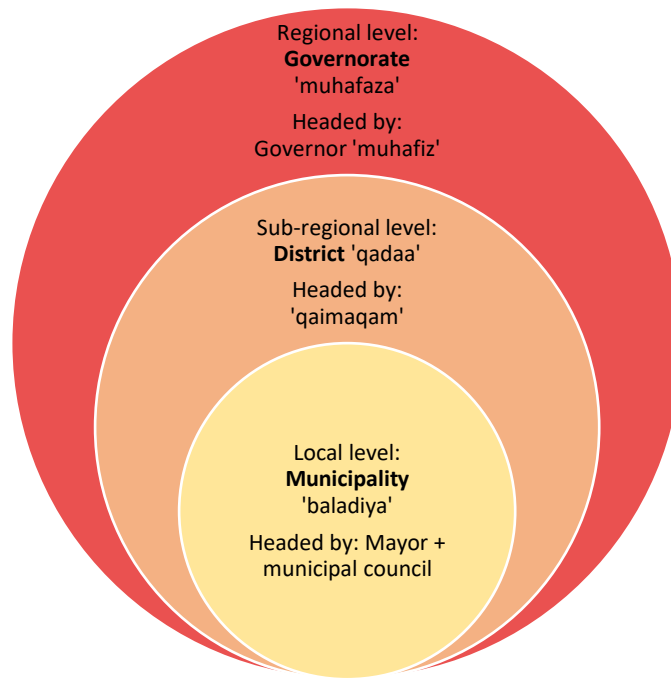 Regional level:
Governorate
'muhafaza'
Headed by:
Governor 'muhafiz'
Sub-regional level:
District 'qadaa'
Headed by:
'qaimaqam'
Local level:
Municipality
'baladiya'
Headed by: Mayor +
municipal council